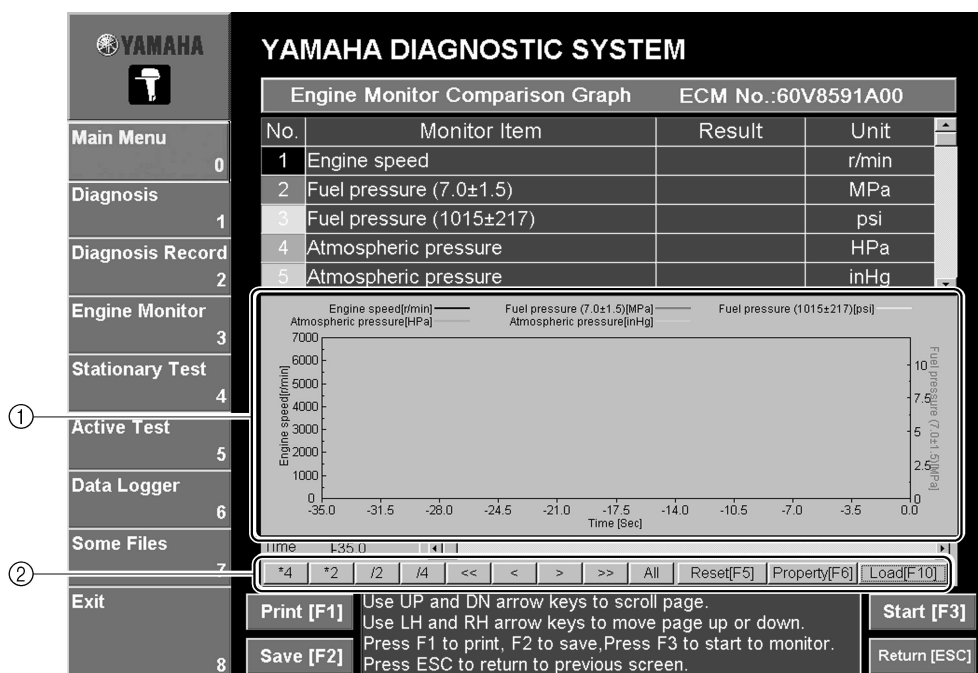 YAMAHA
YAMAHA DIAGNOSTIC SYSTEM
Engine Monitor Comparison Graph ECM No.:60V8591A00
No. Monitor Item Result Unit
1 Engine speed r/min
2 Fuel pressure (7.0±1.5) MPa
3 Fuel pressure (1015±217) psi
4 Atmospheric pressure HPa
5 Atmospheric pressure inHg
Main Menu
0
Diagnosis
1
Diagnosis Record
2
Engine Monitor
3
Stationary Test
4
Active Test
5
Data Logger
6
Some Files
7
Exit
8
①
②
Engine speed[r/min] Fuel pressure (7.0±1.5)[MPa] Fuel pressure (1015±217)[psi]
Atmospheric pressure[HPa] Atmospheric pressure[inHg]
Engine speed[r/min]
7000
6000
5000
4000
3000
2000
1000
0
Fuel pressure (7.0±1.5)[MPa]
10
7.5
5
2.5
0
-35.0 -31.5 -28.0 -24.5 -21.0 -17.5 -14.0 -10.5 -7.0 -3.5 0.0
Time [Sec]
Time -35.0
*4 *2 /2 /4 << < > >> All Reset[F5] Property[F6] Load[F10]
Print [F1]
Save [F2]
Use UP and DN arrow keys to scroll page.
Use LH and RH arrow keys to move page up or down.
Press F1 to print, F2 to save,Press F3 to start to monitor.
Press ESC to return to previous screen.
Start [F3]
Return [ESC]